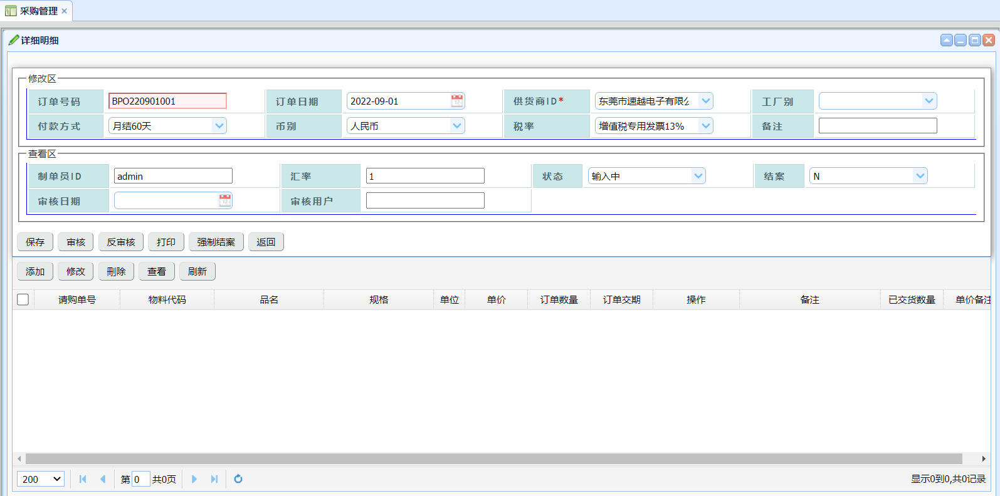 采购管理
详细明细
修改区
订单号码 BPO220901001 订单日期 2022-09-01 供货商ID* 东莞市速越电子有限 工厂别
付款方式 月结60天 币别 人民币 税率 增值税专用发票13% 备注
查看区
制单员ID admin 汇率 1 状态 输入中 结案 N
审核日期 审核用户
保存 审核 反审核 打印 强制结案 返回
添加 修改 刪除 查看 刷新
请购单号 物料代码 品名 规格 单位 单价 订单数量 订单交期 操作 备注 已交货数量 单价备注
200 第 0 共0页 显示0到0,共0记录